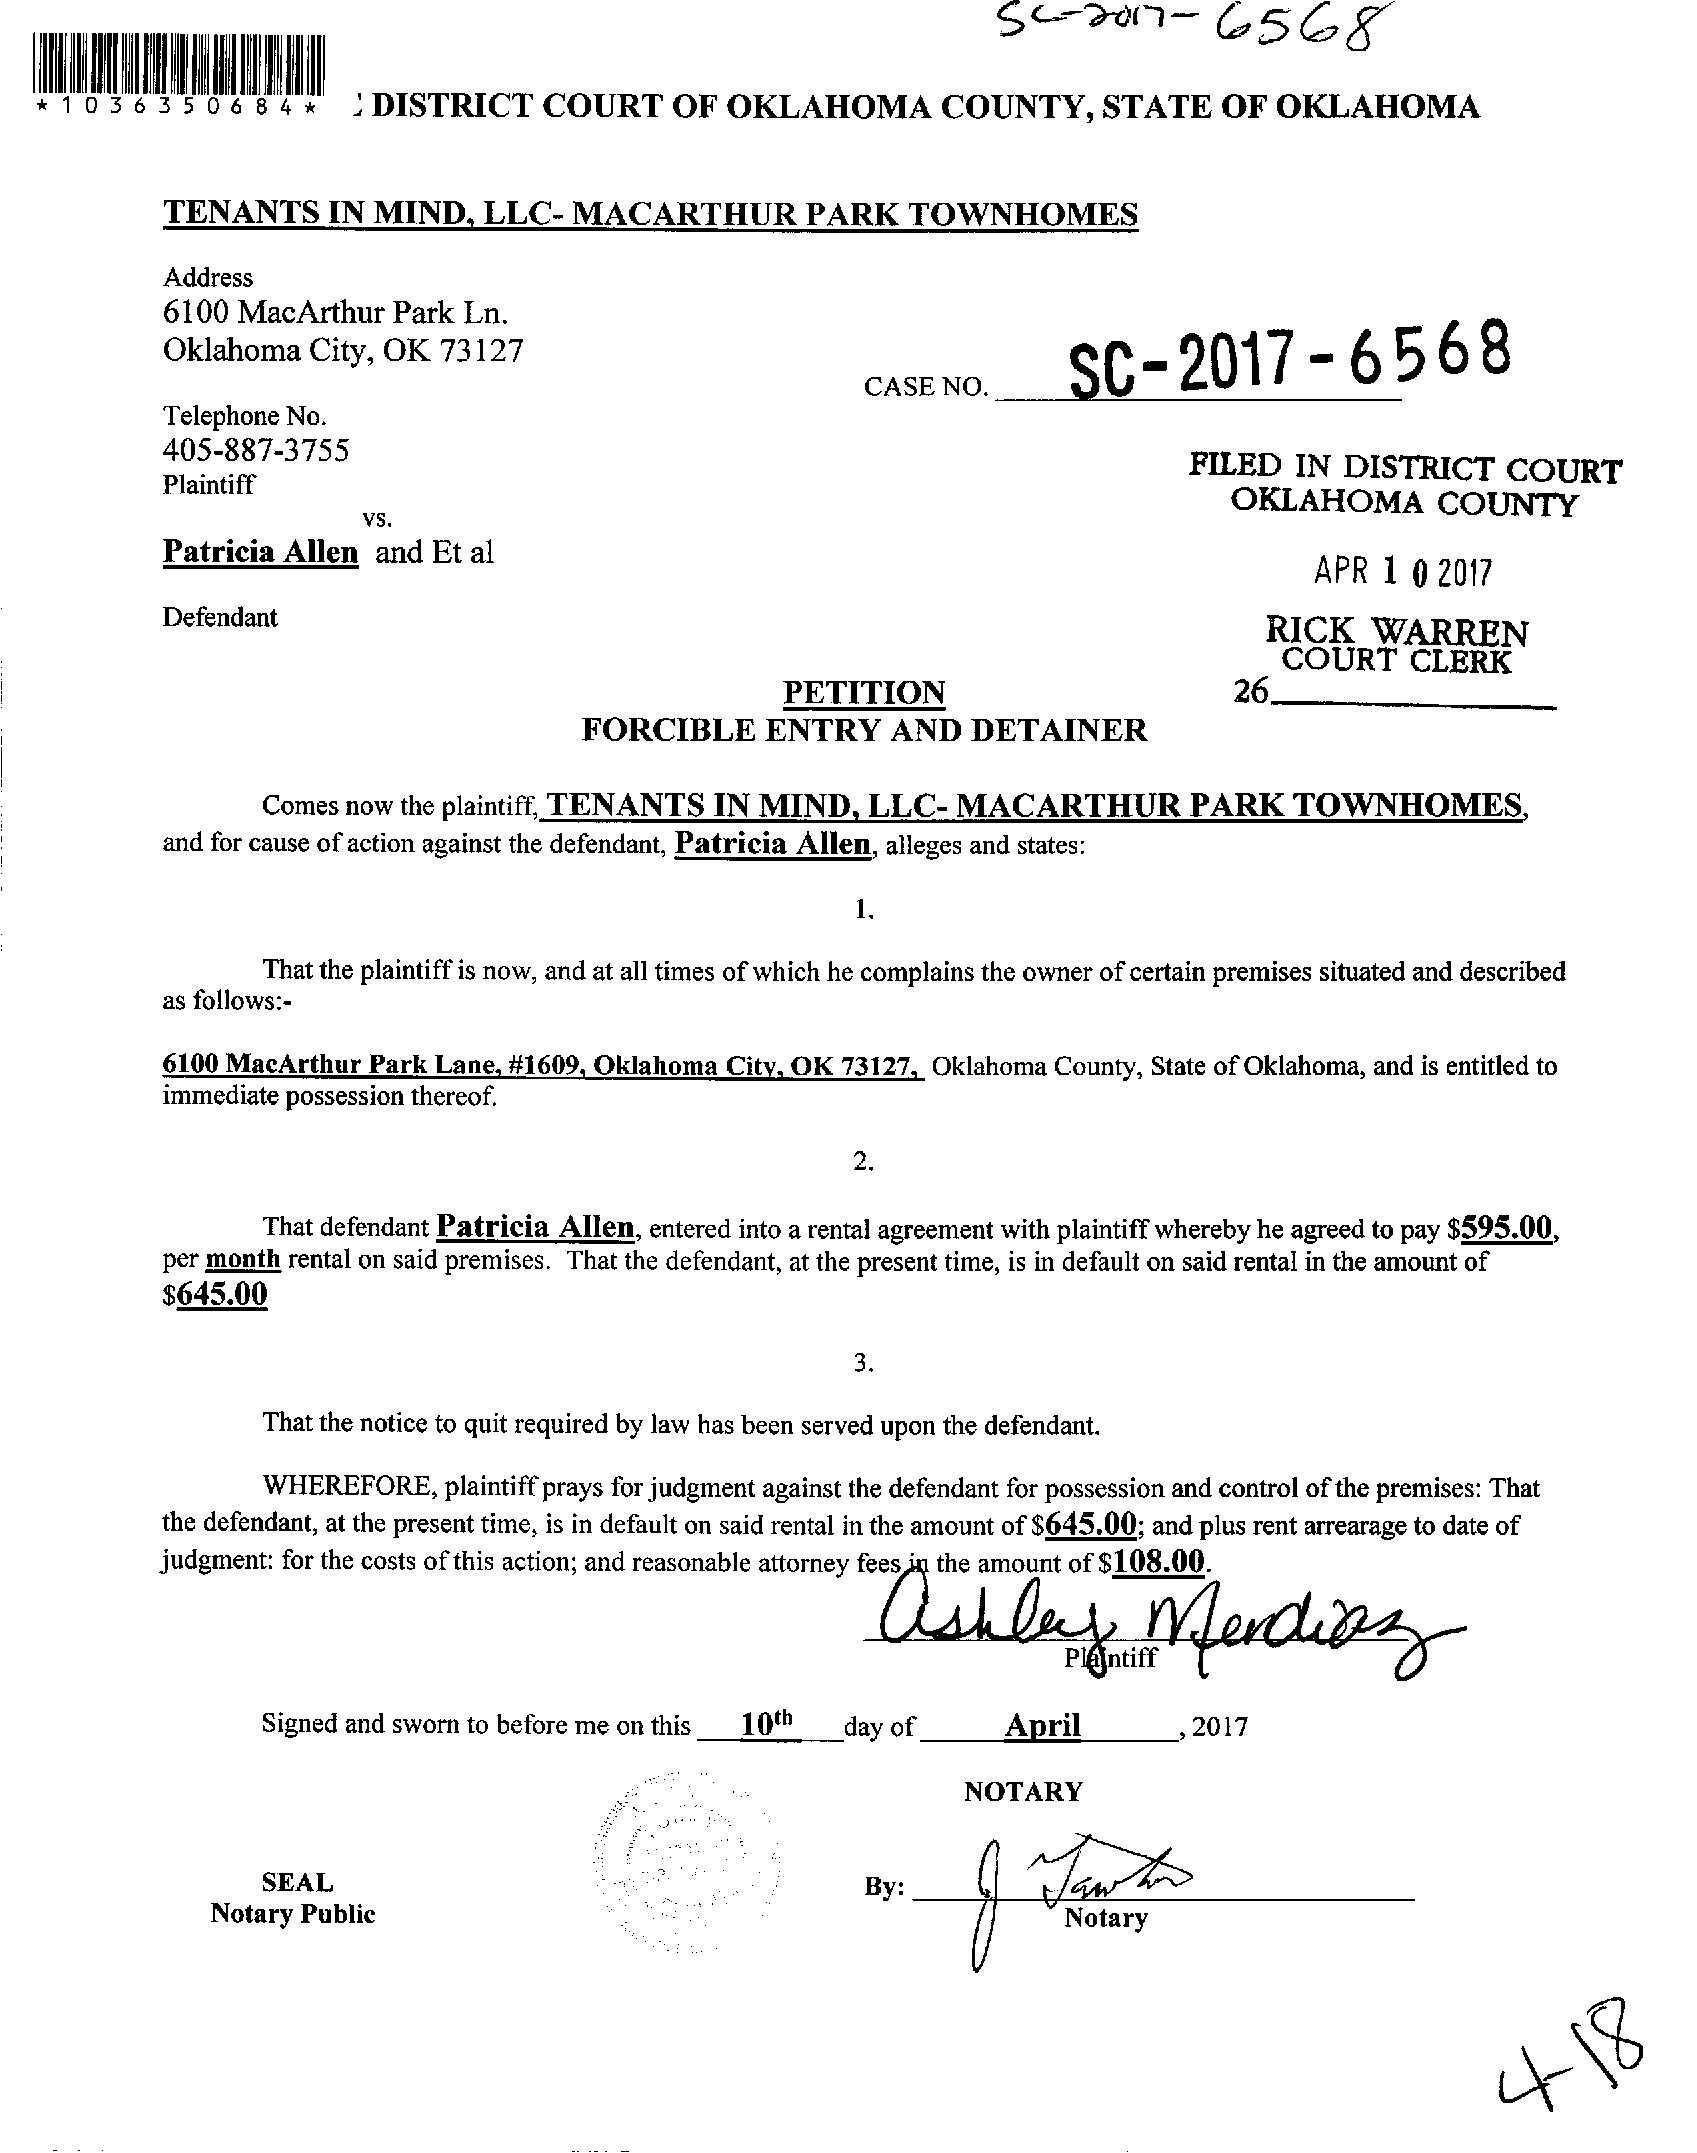 SC-2017-6568
*1036350684*
DISTRICT COURT OF OKLAHOMA COUNTY, STATE OF OKLAHOMA
TENANTS IN MIND, LLC- MACARTHUR PARK TOWNHOMES
Address
6100 MacArthur Park Ln.
Oklahoma City, OK 73127
CASE NO. SC-2017-6568
Telephone No.
405-887-3755
Plaintiff
vs.
Patricia Allen and Et al
Defendant
FILED IN DISTRICT COURT
OKLAHOMA COUNTY
APR 10 2017
RICK WARREN
COURT CLERK
26
PETITION
FORCIBLE ENTRY AND DETAINER
Comes now the plaintiff, TENANTS IN MIND, LLC- MACARTHUR PARK TOWNHOMES,
and for cause of action against the defendant, Patricia Allen, alleges and states:
1.
That the plaintiff is now, and at all times of which he complains the owner of certain premises situated and described
as follows:-
6100 MacArthur Park Lane, #1609, Oklahoma City, OK 73127, Oklahoma County, State of Oklahoma, and is entitled to
immediate possession thereof.
2.
That defendant Patricia Allen, entered into a rental agreement with plaintiff whereby he agreed to pay $595.00,
per month rental on said premises. That the defendant, at the present time, is in default on said rental in the amount of
$645.00
3.
That the notice to quit required by law has been served upon the defendant.
WHEREFORE, plaintiff prays for judgment against the defendant for possession and control of the premises: That
the defendant, at the present time, is in default on said rental in the amount of $645.00; and plus rent arrearage to date of
judgment: for the costs of this action; and reasonable attorney fees in the amount of $108.00.
Ashley Mendiaz
Plaintiff
Signed and sworn to before me on this 10th day of April, 2017
NOTARY
SEAL
Notary Public
By: J
Notary
4-18